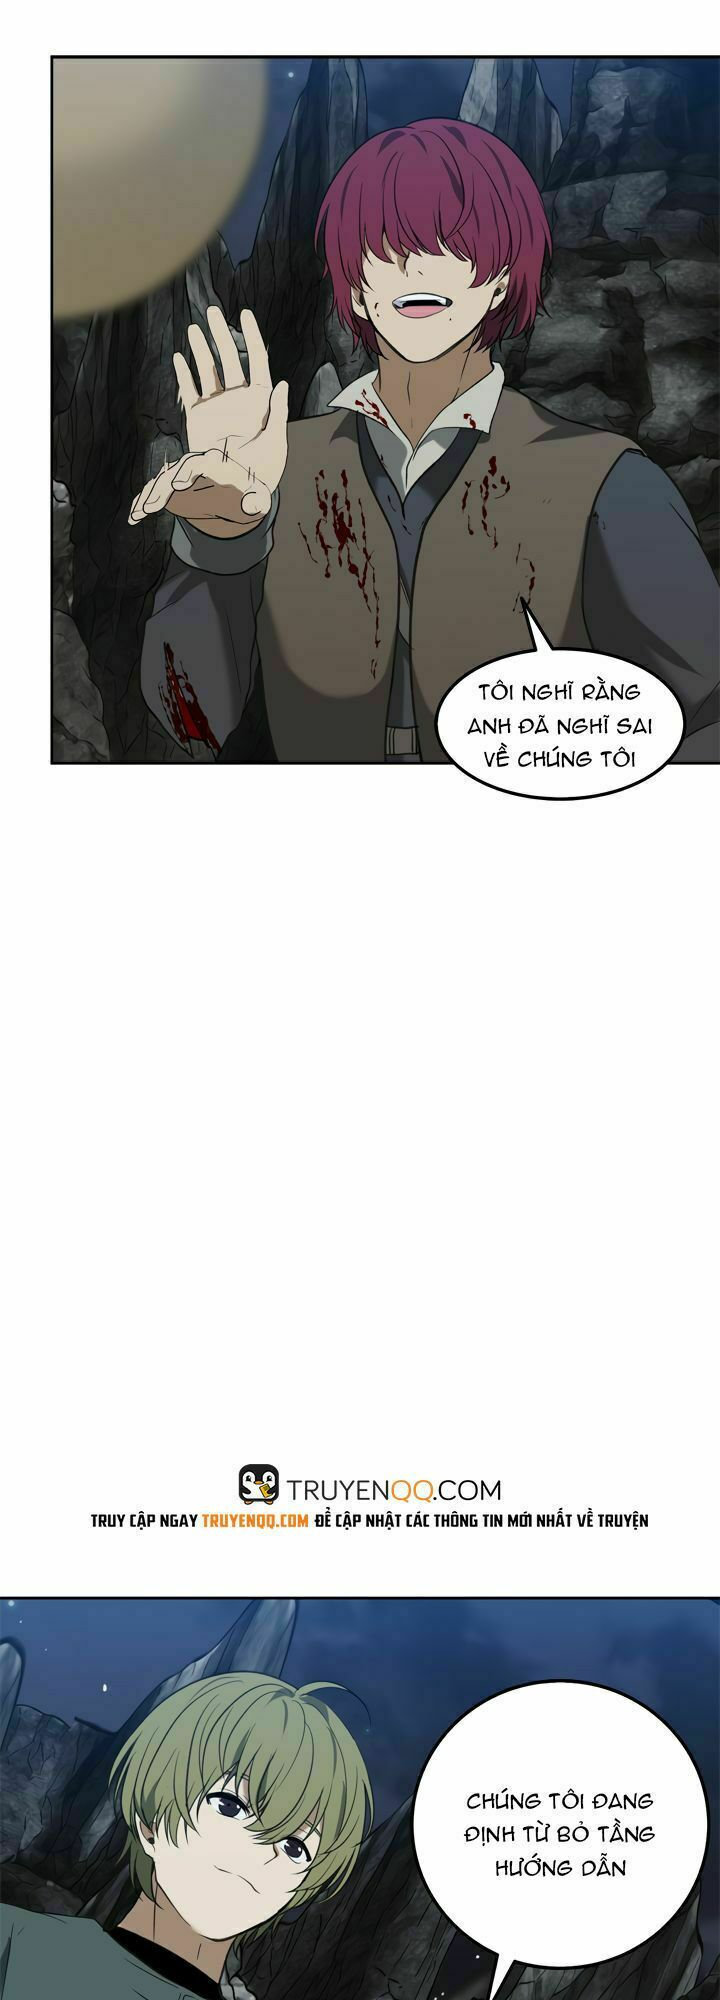 TÔI NGHĨ RẰNG
ANH ĐÃ NGHĨ SAI
VỀ CHÚNG TÔI
TRUYENQQ.COM
TRUY CẬP NGAY TRUYENQQ.COM ĐỂ CẬP NHẬT CÁC THÔNG TIN MỚI NHẤT VỀ TRUYỆN
CHÚNG TÔI ĐANG
ĐỊNH TỪ BỎ TẦNG
HƯỚNG DẪN